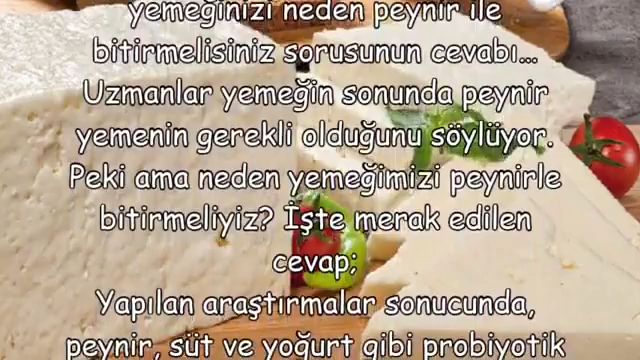 yemeğinizi neden peynir ile
bitirmelisiniz sorusunun cevabı...
Uzmanlar yemeğin sonunda peynir
yemenin gerekli olduğunu söylüyor.
Peki ama neden yemeğimizi peynirle
bitirmeliyiz? İşte merak edilen
cevap;
Yapılan araştırmalar sonucunda,
peynir, süt ve yoğurt gibi probiyotik